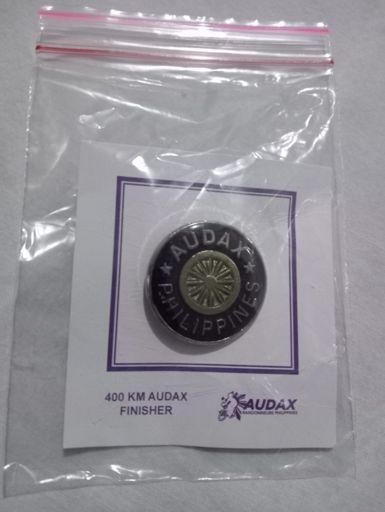 AUDAX
PHILIPPINES
400 KM AUDAX
FINISHER
AUDAX
RANDONNEURS PHILIPPINES